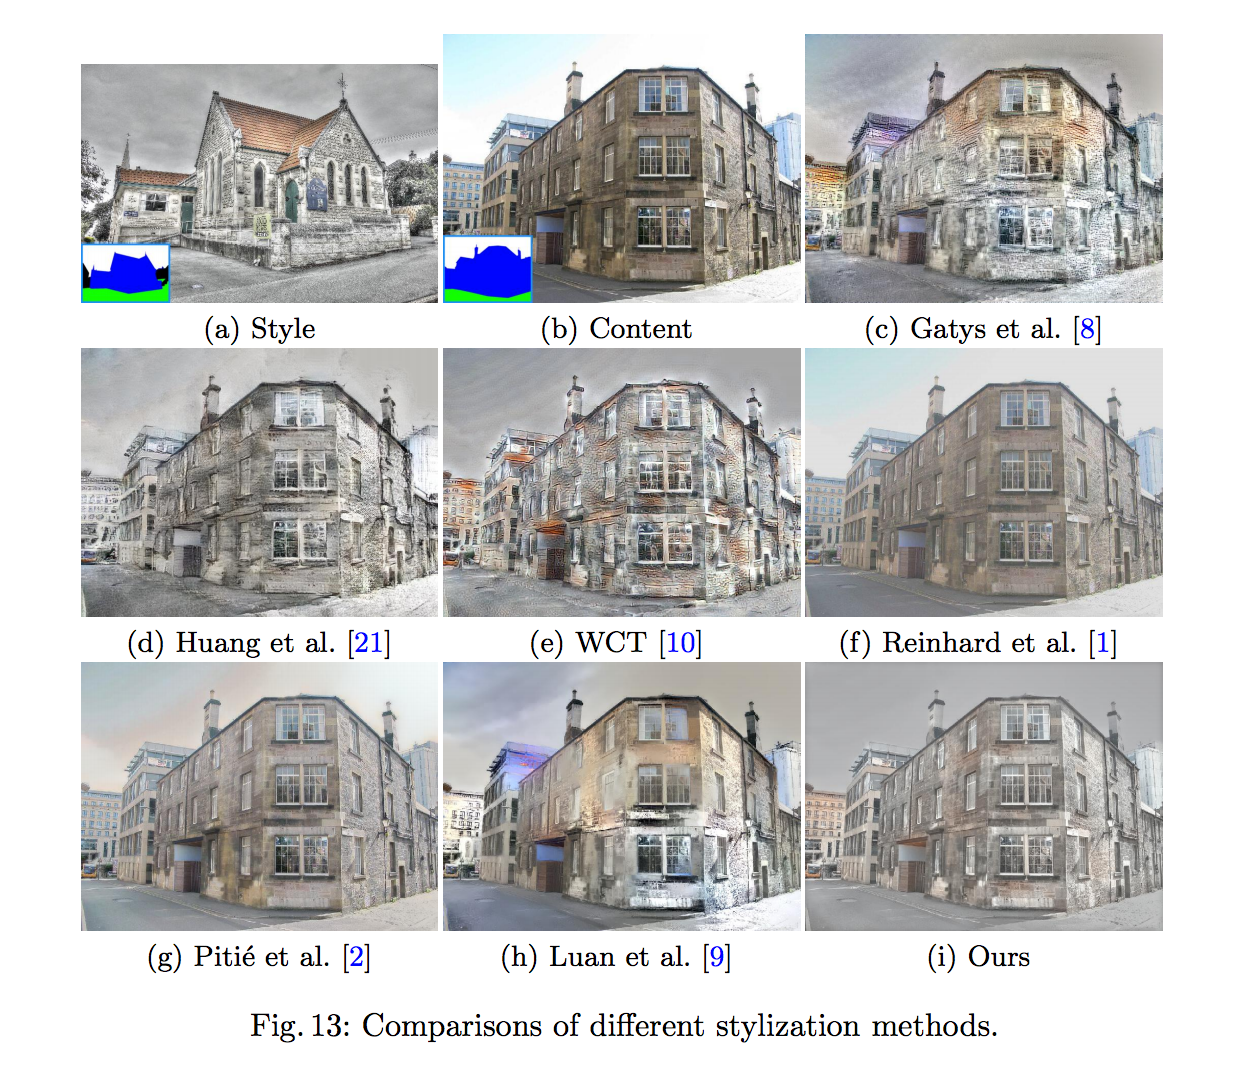 (a) Style
(b) Content
(c) Gatys et al. [8]
(d) Huang et al. [21]
(e) WCT [10]
(f) Reinhard et al. [1]
(g) Pitié et al. [2]
(h) Luan et al. [9]
(i) Ours
Fig. 13: Comparisons of different stylization methods.